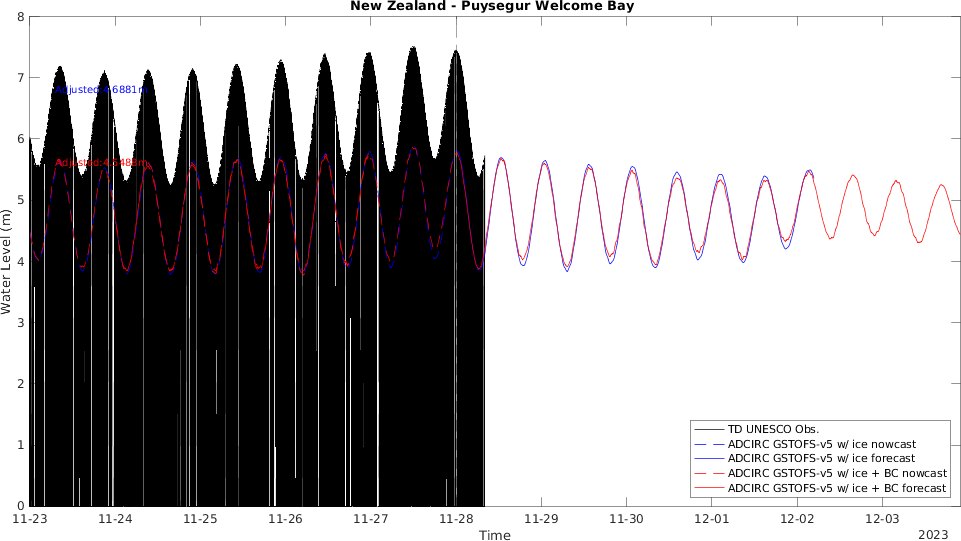 New Zealand - Puysegur Welcome Bay
8
7
6
5
4
3
2
1
0
Water Level (m)
Adjusted:4.6881m
11-23
11-24
11-25
11-26
11-27
11-28
11-29
11-30
12-01
12-02
12-03
Time
2023
TD UNESCO Obs.
ADCIRC GSTOFS-v5 w/ ice nowcast
ADCIRC GSTOFS-v5 w/ ice forecast
ADCIRC GSTOFS-v5 w/ ice + BC nowcast
ADCIRC GSTOFS-v5 w/ ice + BC forecast